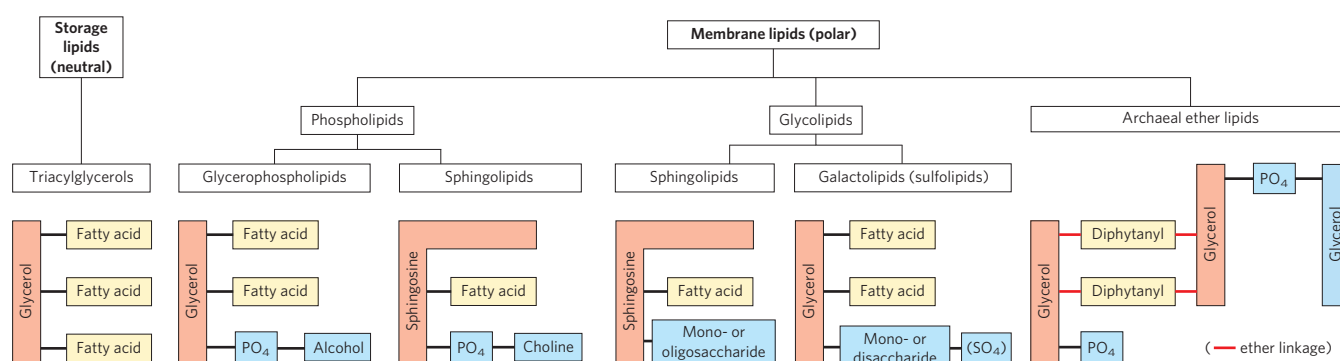 Storage
lipids
(neutral)
Membrane lipids (polar)
Phospholipids
Glycolipids
Archaeal ether lipids
Triacylglycerols
Glycerophospholipids
Sphingolipids
Sphingolipids
Galactolipids (sulfolipids)
Glycerol
Fatty acid
Fatty acid
Fatty acid
Glycerol
Fatty acid
Fatty acid
PO₄
Alcohol
Sphingosine
Fatty acid
PO₄
Choline
Sphingosine
Fatty acid
Mono- or
oligosaccharide
Glycerol
Fatty acid
Fatty acid
Mono- or
disaccharide
(SO₄)
Glycerol
Diphytanyl
Diphytanyl
PO₄
Glycerol
PO₄
Glycerol
( ether linkage)